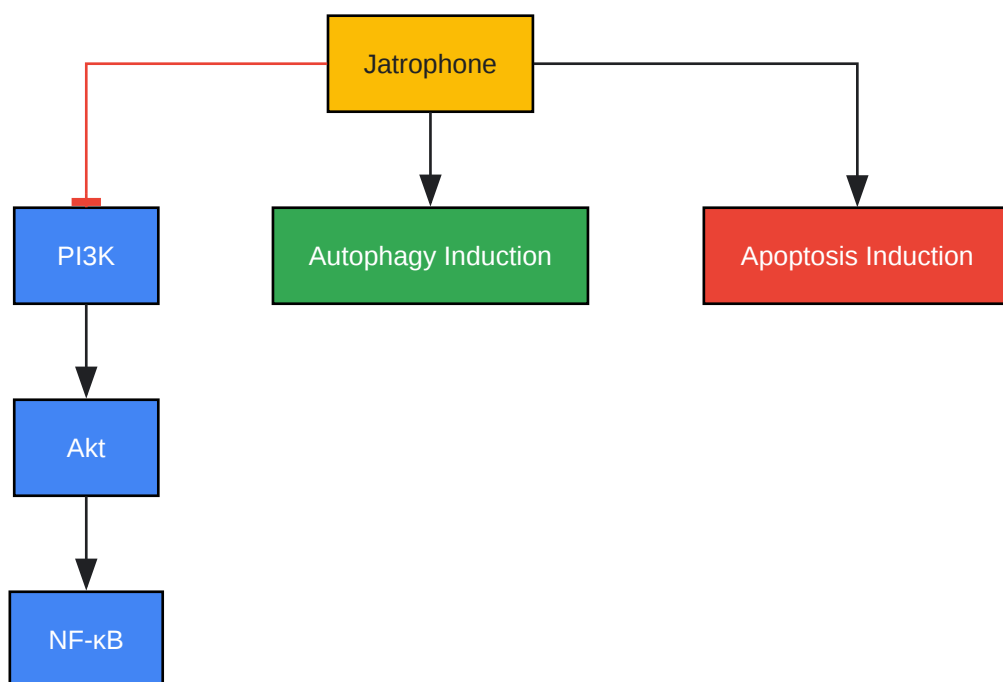 Jatrophone
PI3K
Autophagy Induction
Apoptosis Induction
Akt
NF-κB